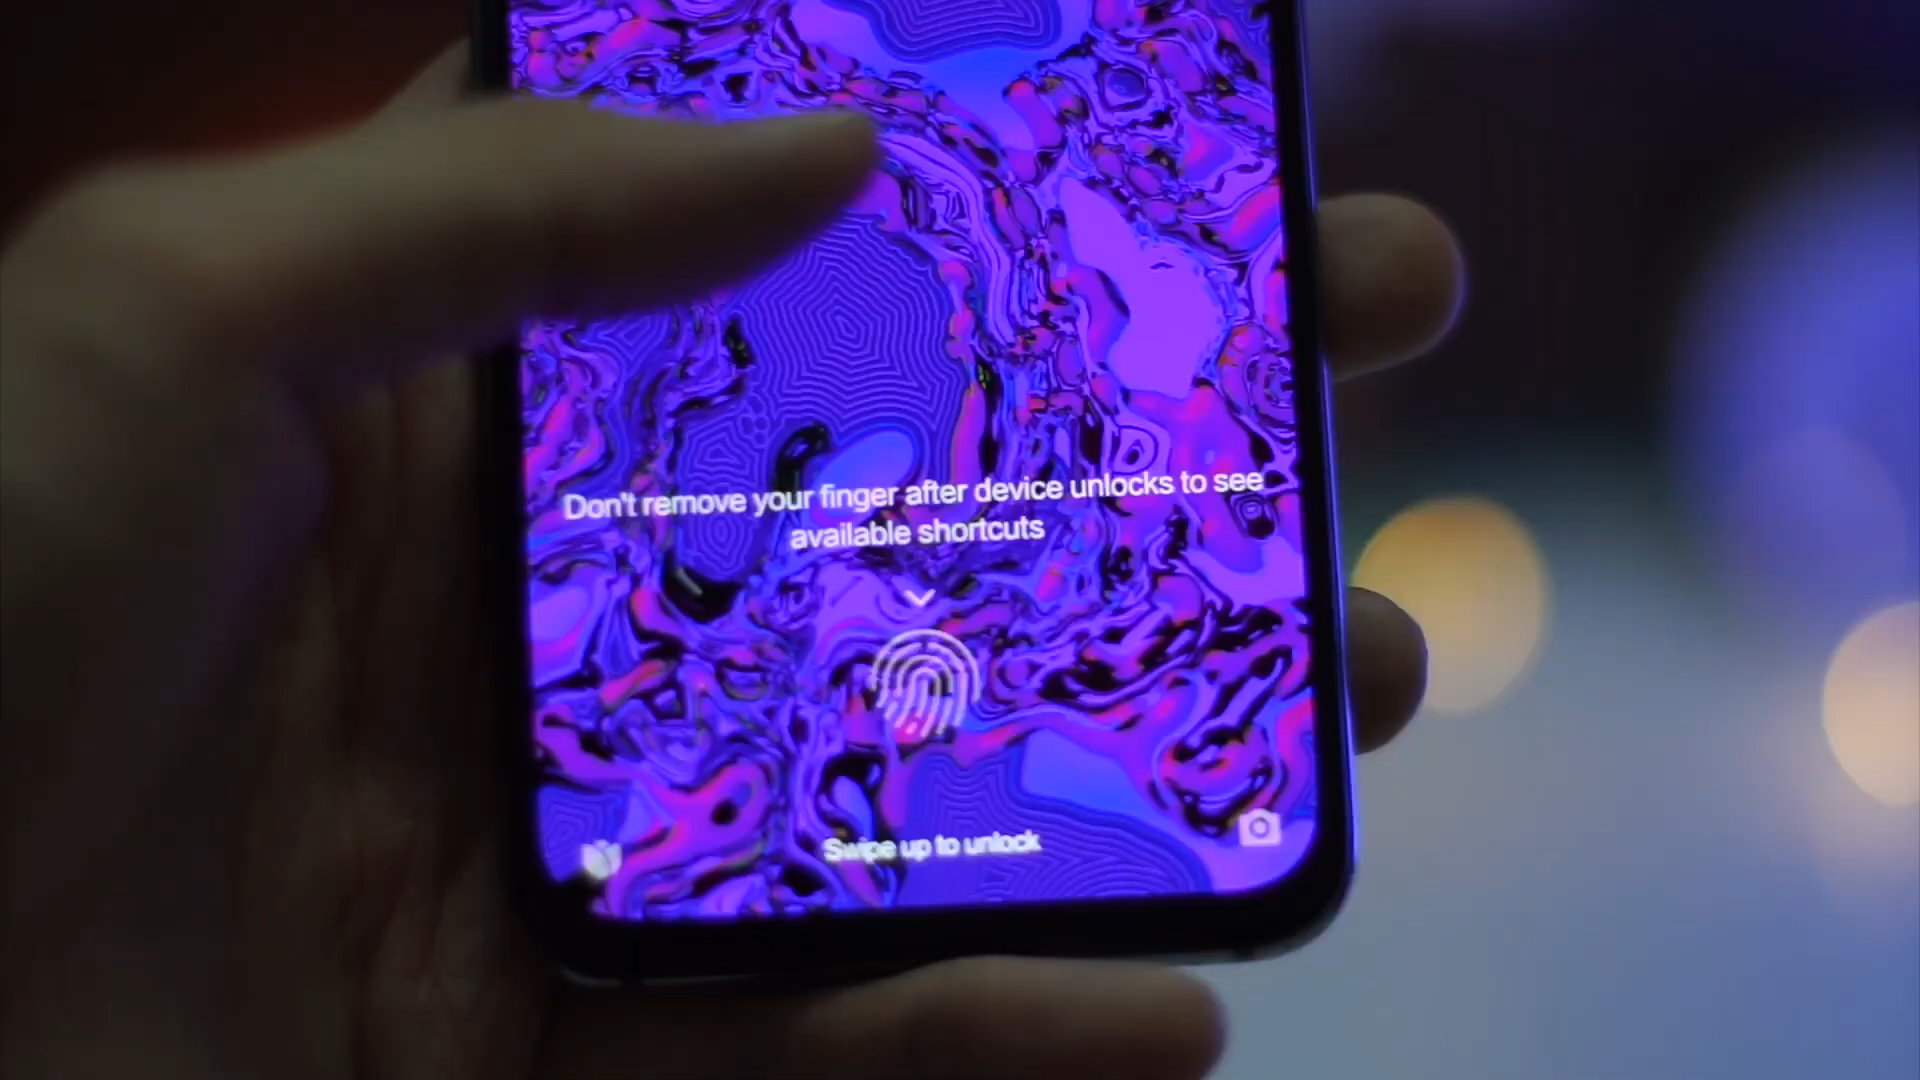 Don't remove your finger after device unlocks to see
available shortcuts
Swipe up to unlock